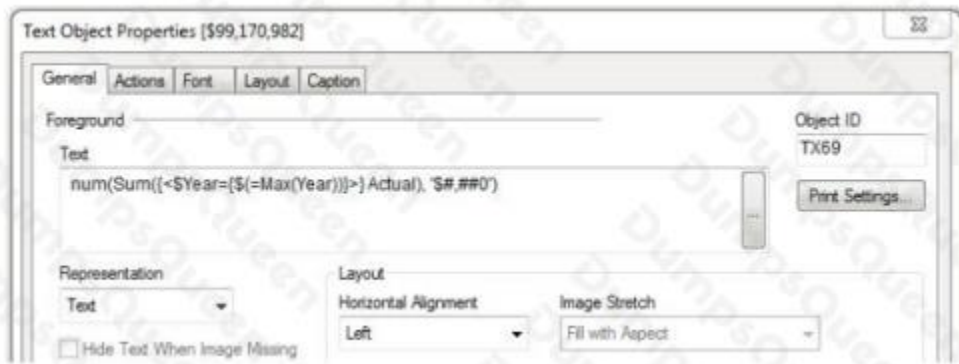 Text Object Properties [$99,170,982]
General Actions Font Layout Caption
Foreground
Object ID
Text
TX69
num(Sum({<$Year={$(=Max(Year))}>} Actual), '$#,##0')
...
Print Settings...
Representation
Layout
Text
Horizontal Alignment
Image Stretch
Left
Fill with Aspect
Hide Text When Image Missing
DumpsQueen